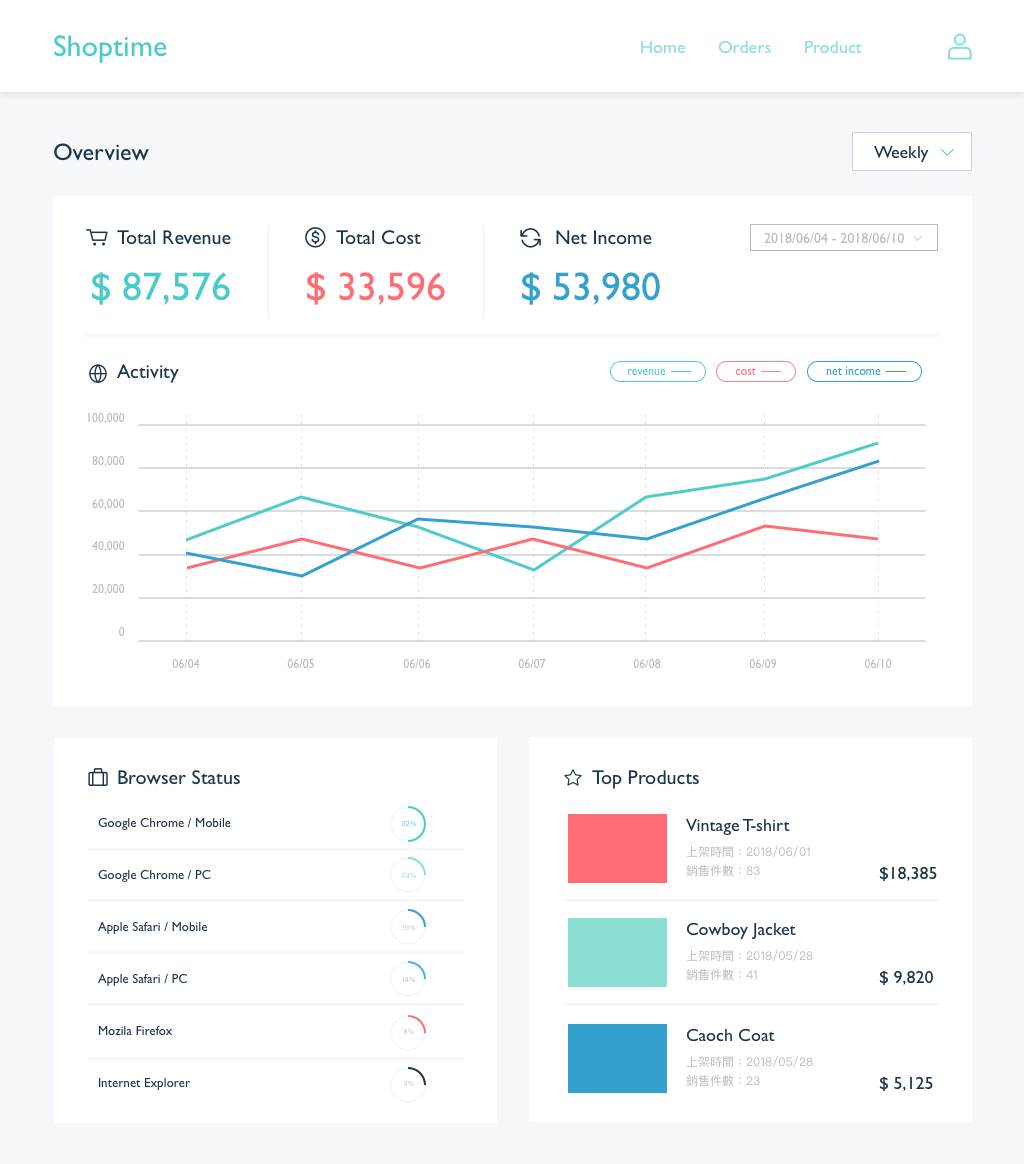 Shoptime
Home Orders Product
Overview
Weekly
Total Revenue
$ 87,576
Total Cost
$ 33,596
Net Income
$ 53,980
2018/06/04 - 2018/06/10
Activity
revenue
cost
net income
100,000
80,000
60,000
40,000
20,000
0
06/04 06/05 06/06 06/07 06/08 06/09 06/10
Browser Status
Google Chrome / Mobile 32%
Google Chrome / PC 24%
Apple Safari / Mobile 19%
Apple Safari / PC 14%
Mozila Firefox 8%
Internet Explorer 3%
Top Products
Vintage T-shirt
上架時間：2018/06/01
銷售件數：83
$18,385
Cowboy Jacket
上架時間：2018/05/28
銷售件數：41
$ 9,820
Caoch Coat
上架時間：2018/05/28
銷售件數：23
$ 5,125